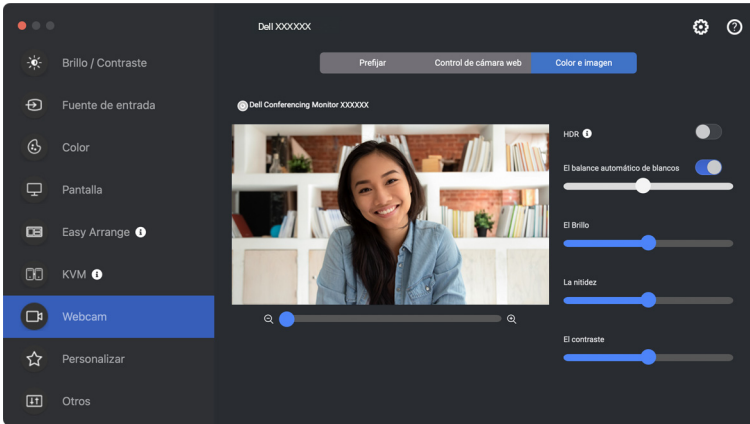 Dell XXXXXX
Brillo / Contraste
Fuente de entrada
Color
Pantalla
Easy Arrange
KVM
Webcam
Personalizar
Otros
Prefijar
Control de cámara web
Color e imagen
Dell Conferencing Monitor XXXXXX
HDR
El balance automático de blancos
El Brillo
La nitidez
El contraste